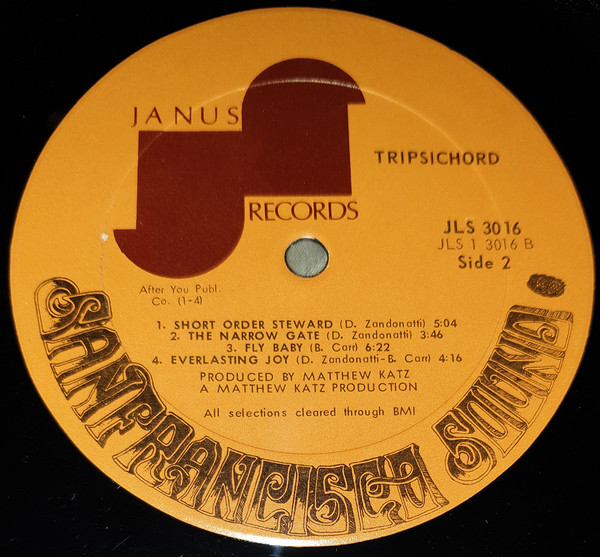 JANUS
RECORDS
TRIPSICHORD
JLS 3016
JLS 1 3016 B
Side 2
After You Publ.
Co. (1-4)
1. SHORT ORDER STEWARD (D. Zandonatti) 5:04
2. THE NARROW GATE (D. Zandonatti) 3:46
3. FLY BABY (B. Carr) 6:22
4. EVERLASTING JOY (D. Zandonatti-B. Carr) 4:16
PRODUCED BY MATTHEW KATZ
A MATTHEW KATZ PRODUCTION
All selections cleared through BMI
SAN FRANCISCO SOUND